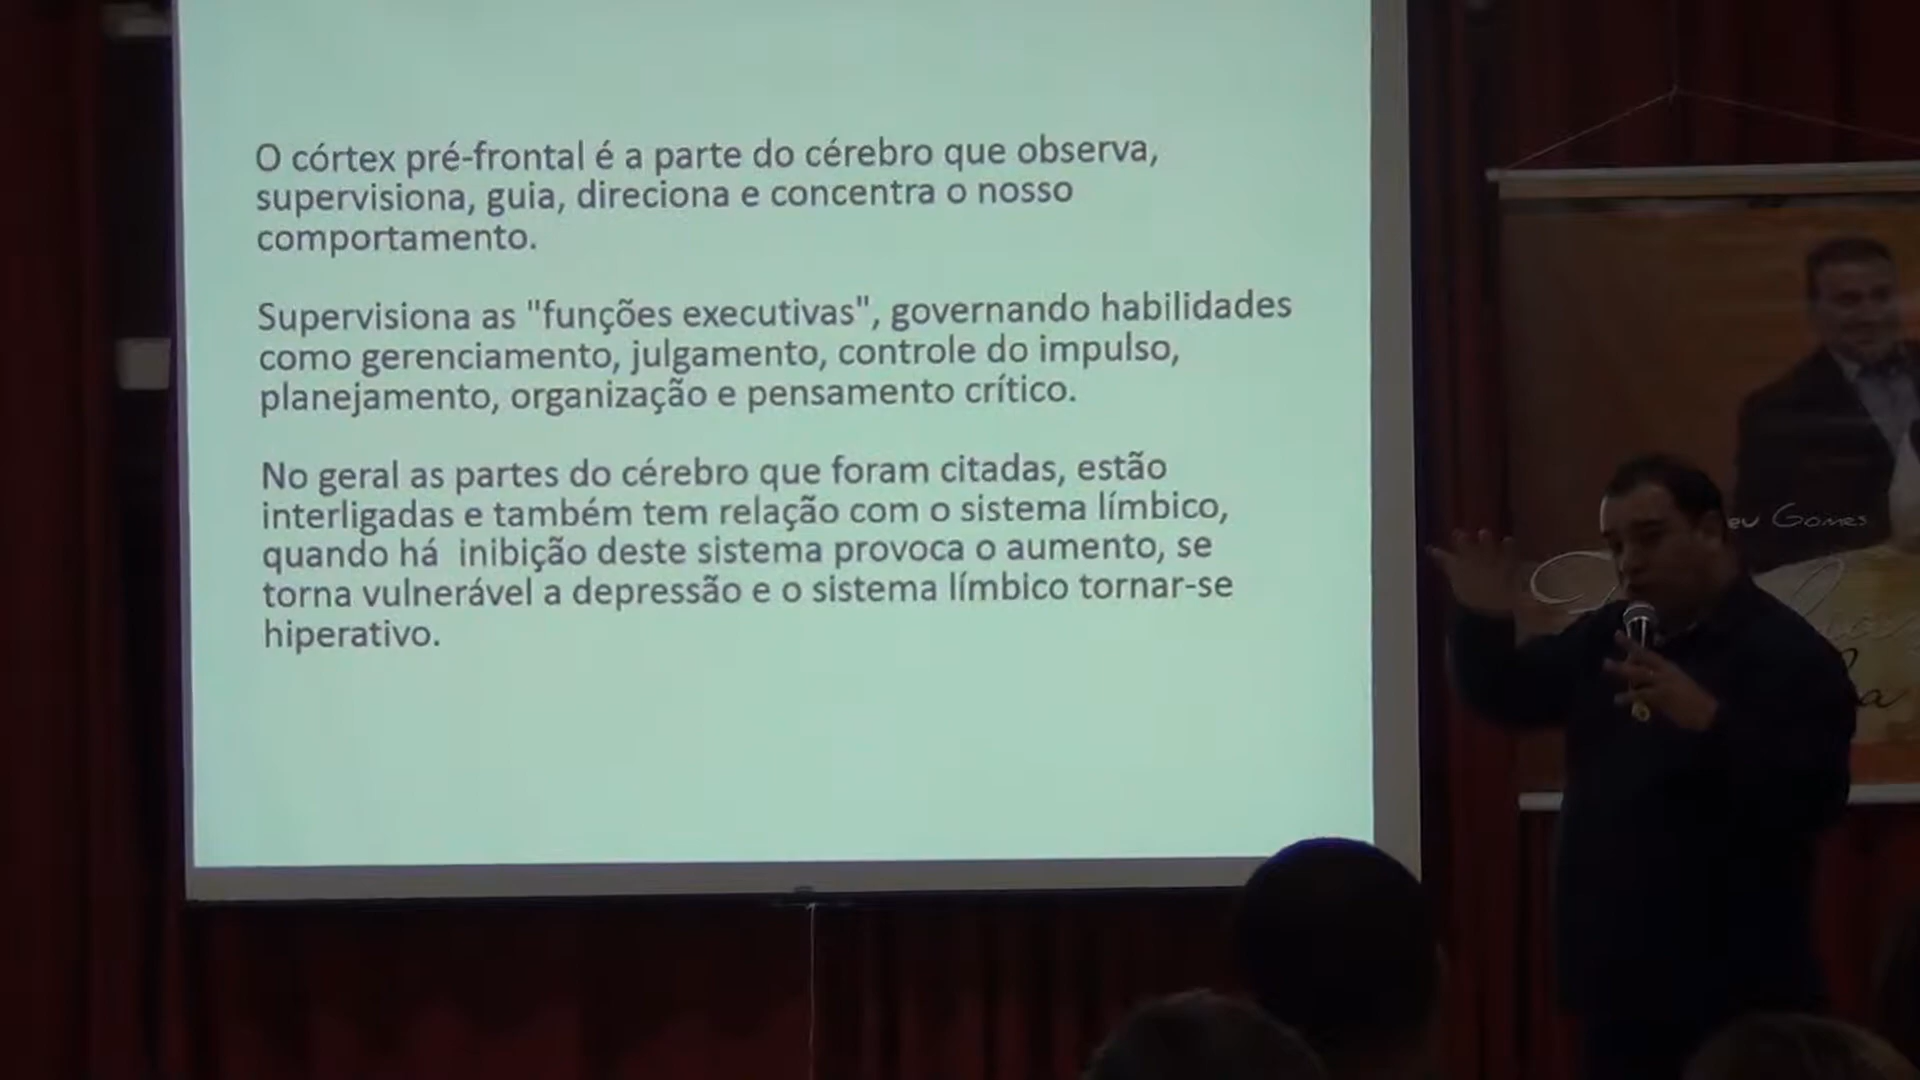 O córtex pré-frontal é a parte do cérebro que observa,
supervisiona, guia, direciona e concentra o nosso
comportamento.
Supervisiona as "funções executivas", governando habilidades
como gerenciamento, julgamento, controle do impulso,
planejamento, organização e pensamento crítico.
No geral as partes do cérebro que foram citadas, estão
interligadas e também tem relação com o sistema límbico,
quando há  inibição deste sistema provoca o aumento, se
torna vulnerável a depressão e o sistema límbico tornar-se
hiperativo.
Gomes